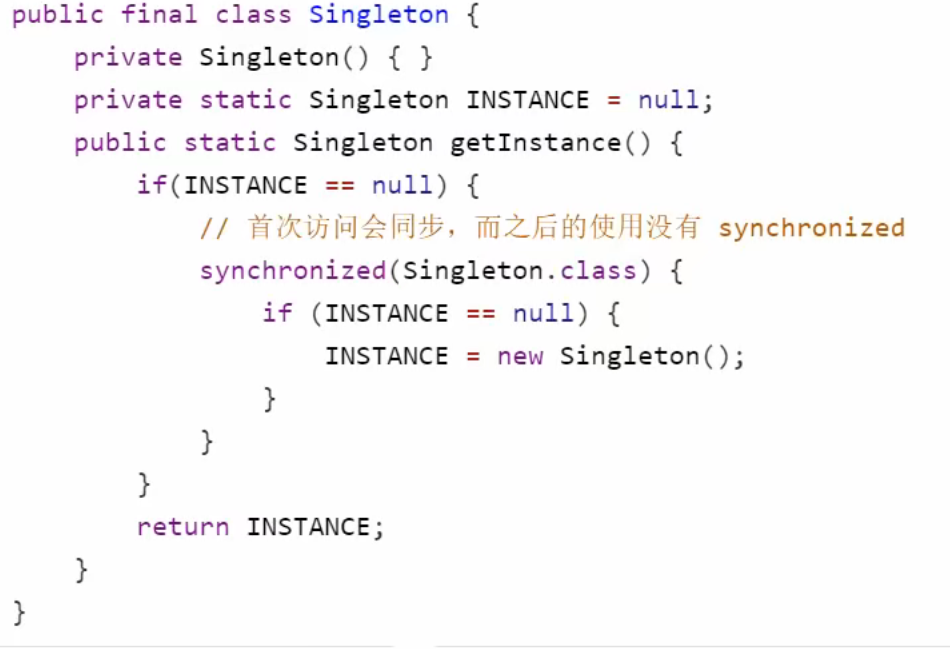 public final class Singleton {
    private Singleton() { }
    private static Singleton INSTANCE = null;
    public static Singleton getInstance() {
        if(INSTANCE == null) {
            // 首次访问会同步，而之后的使用没有 synchronized
            synchronized(Singleton.class) {
                if (INSTANCE == null) {
                    INSTANCE = new Singleton();
                }
            }
        }
        return INSTANCE;
    }
}